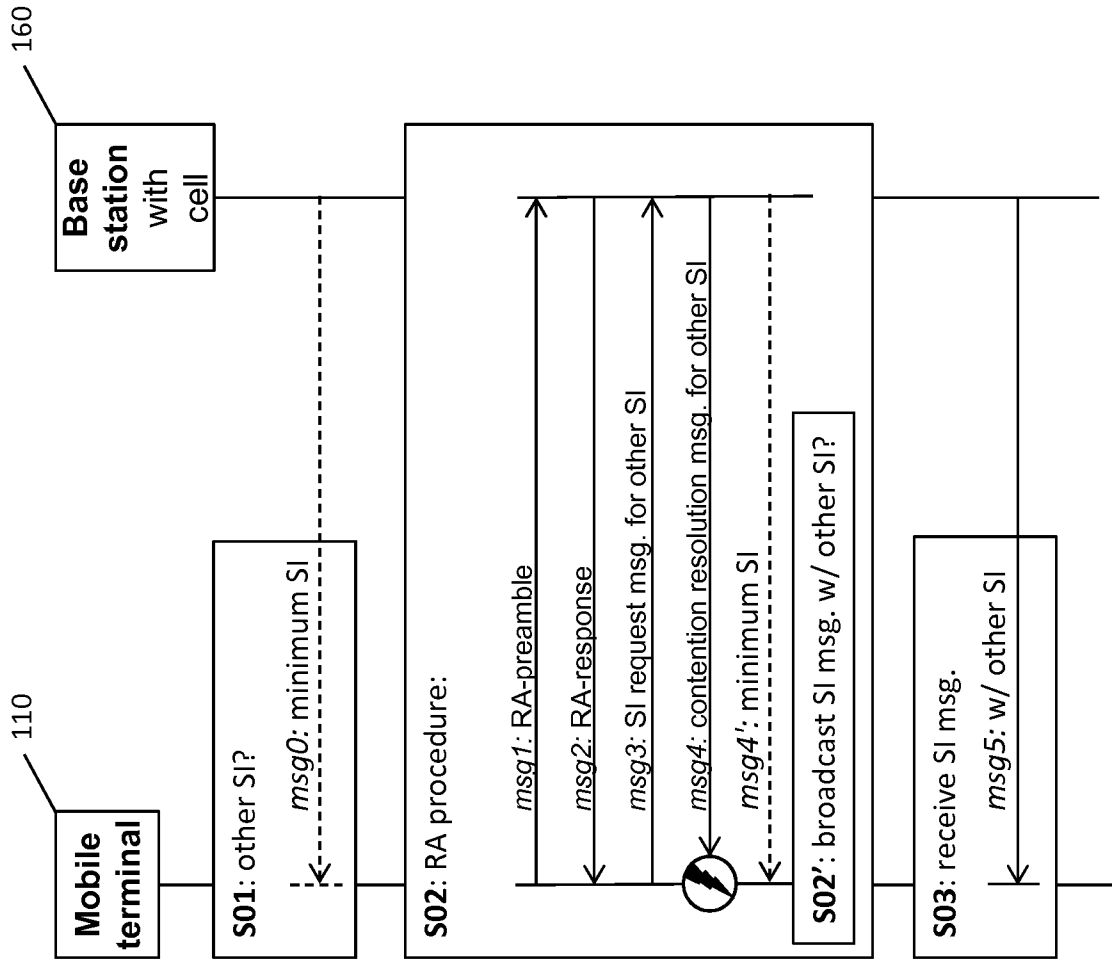 110
160
Mobile
terminal
Base
station
with
cell
S01: other SI?
msg0: minimum SI
S02: RA procedure:
msg1: RA-preamble
msg2: RA-response
msg3: SI request msg. for other SI
msg4: contention resolution msg. for other SI
msg4': minimum SI
S02’: broadcast SI msg. w/ other SI?
S03: receive SI msg.
msg5: w/ other SI